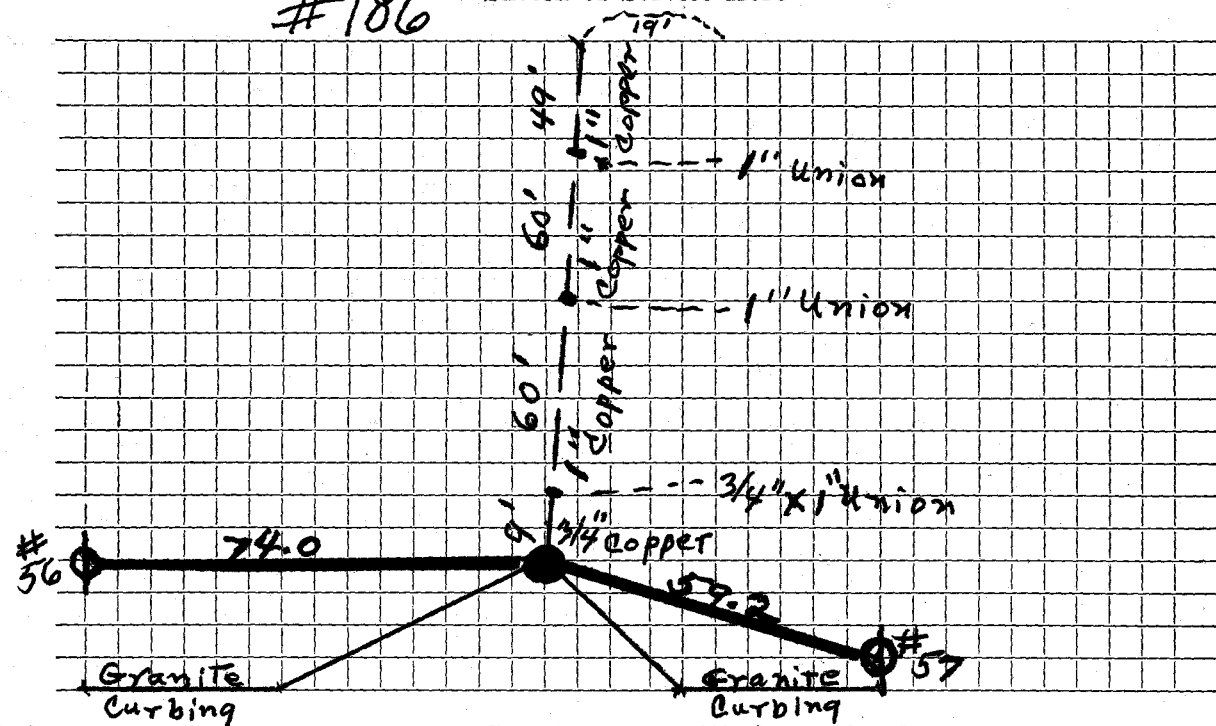 #186
19'
49'
1"
Copper
1" Union
60'
1"
Copper
1" Union
60'
1"
Copper
3/4" x 1" Union
9'
3/4" Copper
#
56
74.0
59.2
#
57
Granite
Curbing
Granite
Curbing